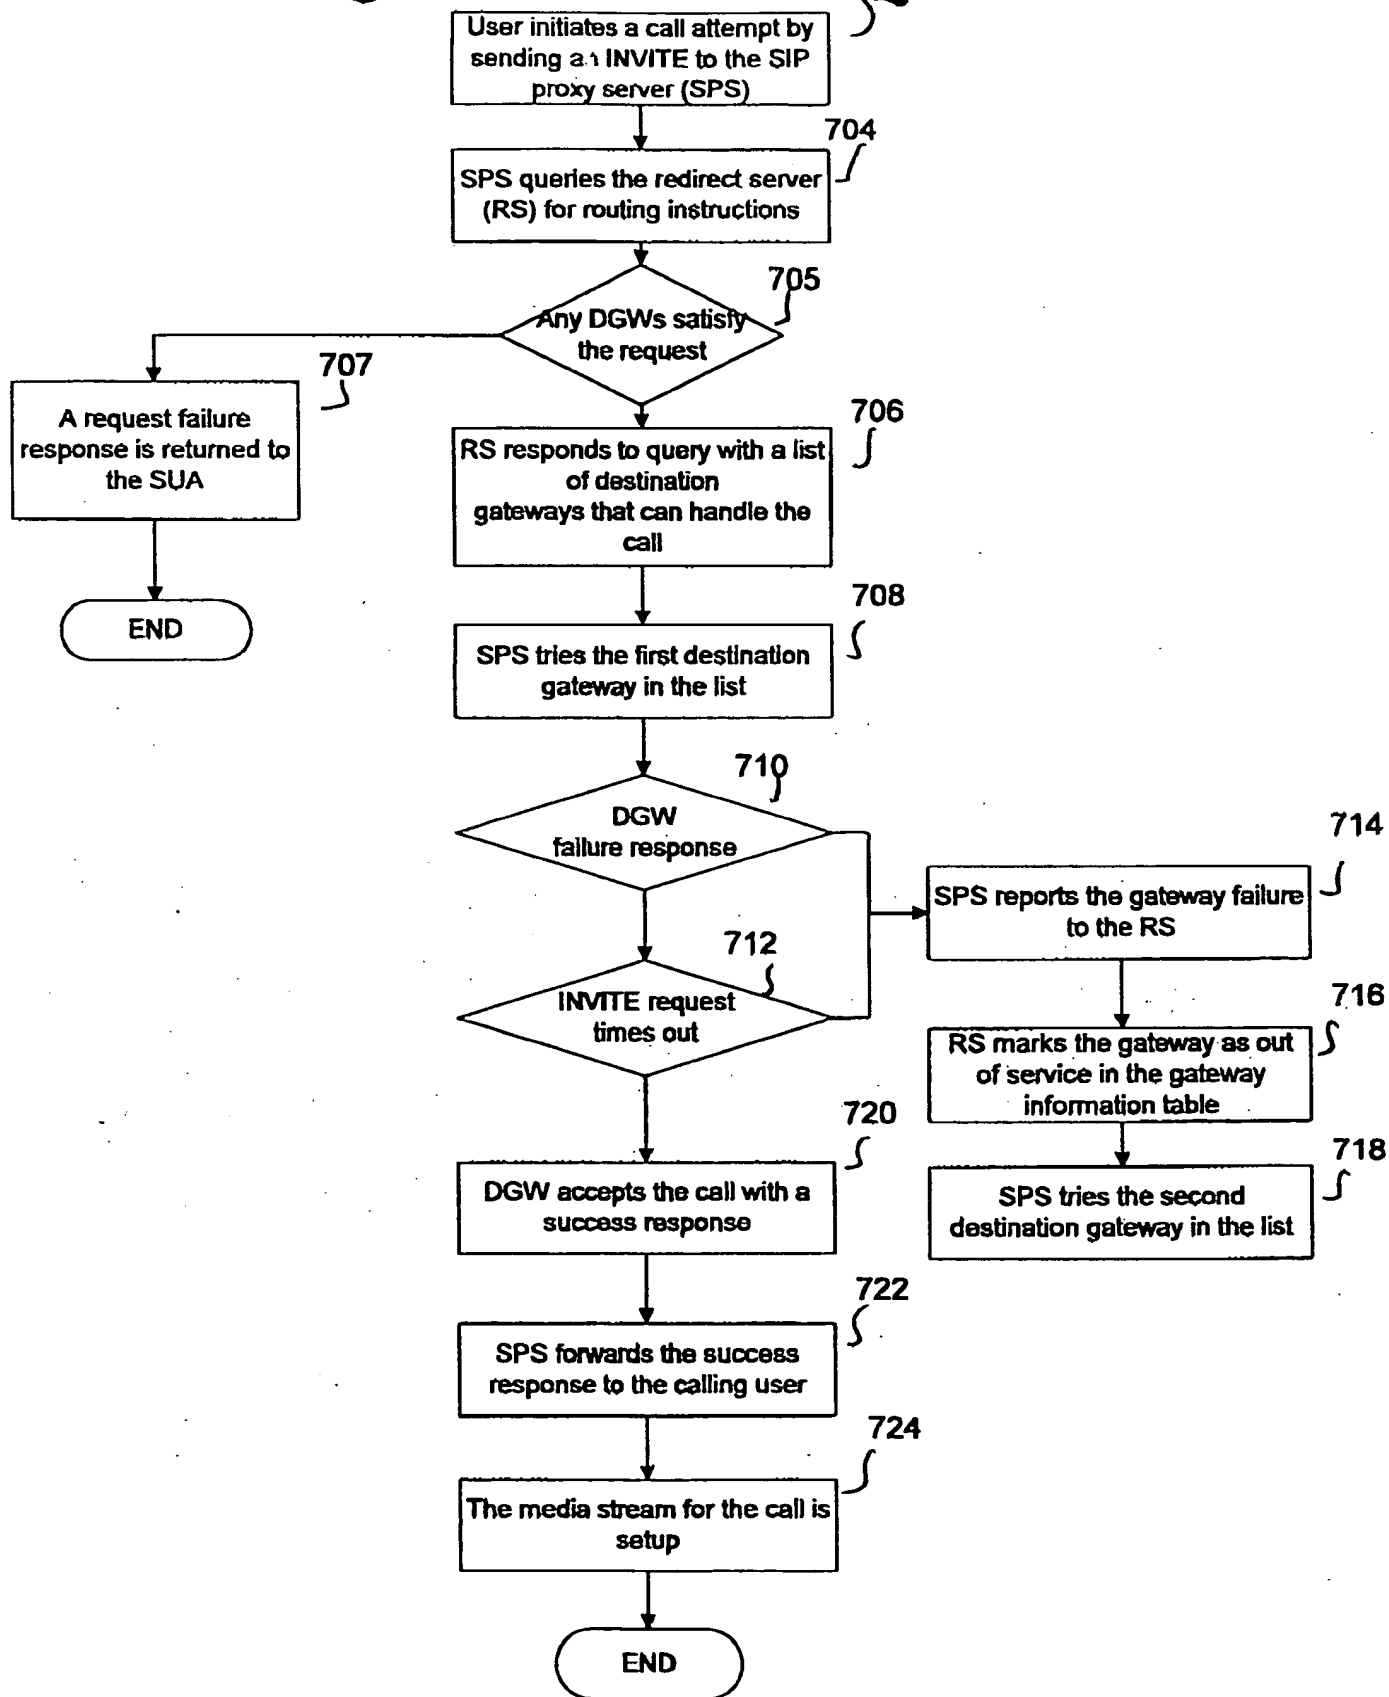 User initiates a call attempt by
sending an INVITE to the SIP
proxy server (SPS)
704
SPS queries the redirect server
(RS) for routing instructions
705
Any DGWs satisfy
the request
707
A request failure
response is returned to
the SUA
END
706
RS responds to query with a list
of destination
gateways that can handle the
call
708
SPS tries the first destination
gateway in the list
710
DGW
failure response
712
INVITE request
times out
714
SPS reports the gateway failure
to the RS
716
RS marks the gateway as out
of service in the gateway
information table
718
SPS tries the second
destination gateway in the list
720
DGW accepts the call with a
success response
722
SPS forwards the success
response to the calling user
724
The media stream for the call is
setup
END